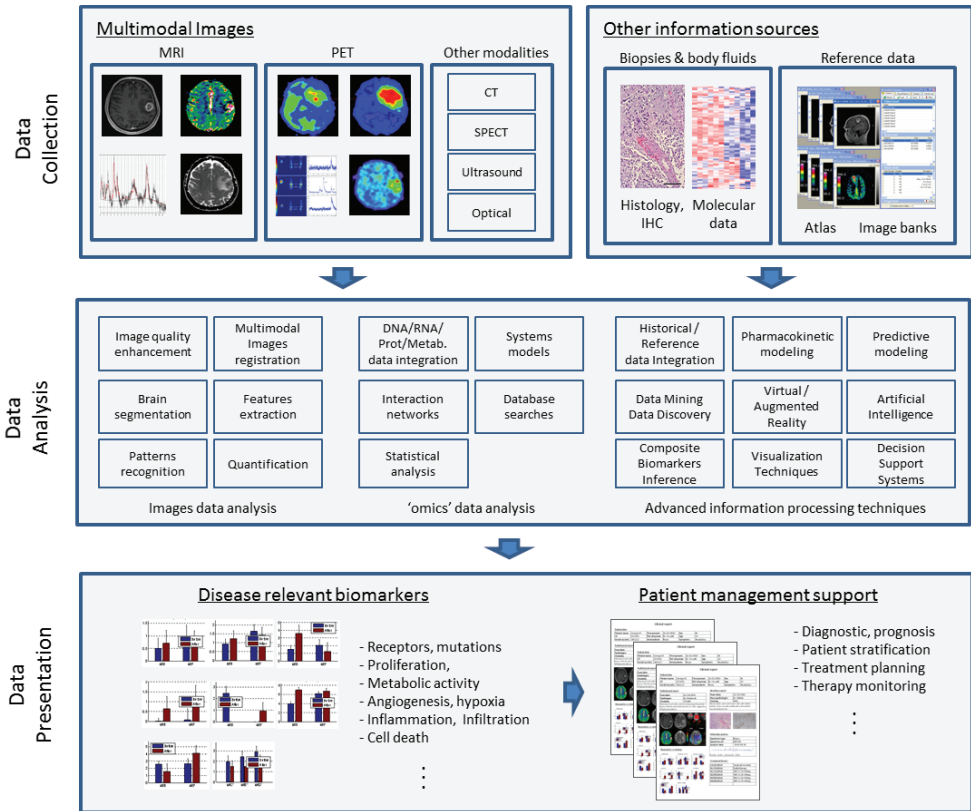 Data
Collection
Multimodal Images
MRI
PET
Other modalities
CT
SPECT
Ultrasound
Optical
Other information sources
Biopsies & body fluids
Reference data
Histology,
IHC
Molecular
data
Atlas
Image banks
Data
Analysis
Image quality
enhancement
Multimodal
Images
registration
Brain
segmentation
Features
extraction
Patterns
recognition
Quantification
Images data analysis
DNA/RNA/
Prot/Metab.
data integration
Systems
models
Interaction
networks
Database
searches
Statistical
analysis
‘omics’ data analysis
Historical /
Reference
data Integration
Pharmacokinetic
modeling
Predictive
modeling
Data Mining
Data Discovery
Virtual /
Augmented
Reality
Artificial
Intelligence
Composite
Biomarkers
Inference
Visualization
Techniques
Decision
Support
Systems
Advanced information processing techniques
Data
Presentation
Disease relevant biomarkers
- Receptors, mutations
- Proliferation,
- Metabolic activity
- Angiogenesis, hypoxia
- Inflammation, Infiltration
- Cell death
Patient management support
- Diagnostic, prognosis
- Patient stratification
- Treatment planning
- Therapy monitoring